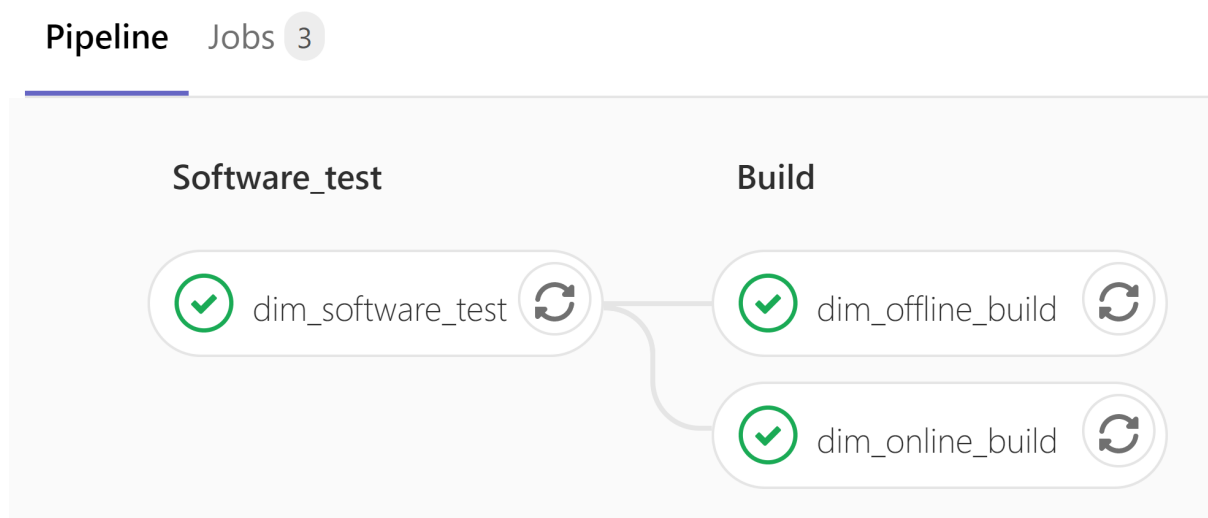 Pipeline Jobs 3
Software_test Build
dim_software_test dim_offline_build
dim_online_build